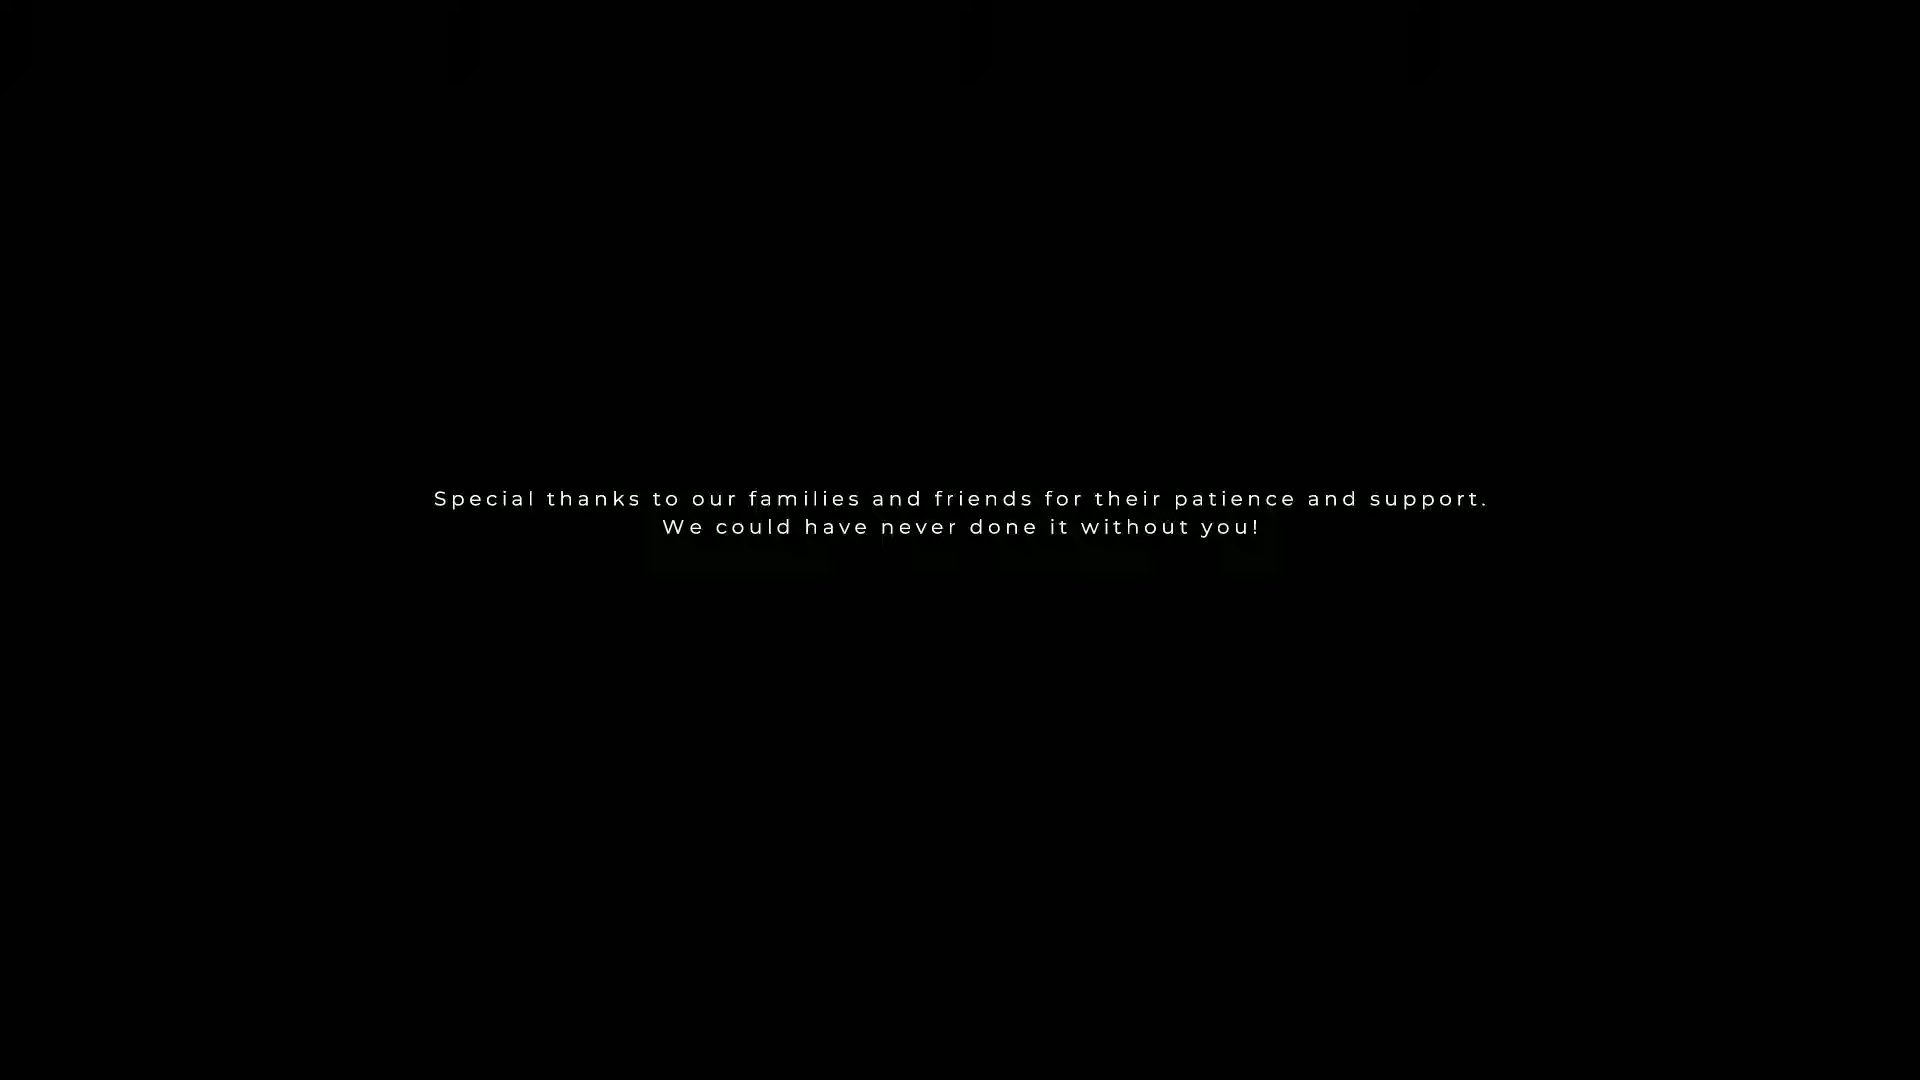 Special thanks to our families and friends for their patience and support.
We could have never done it without you!